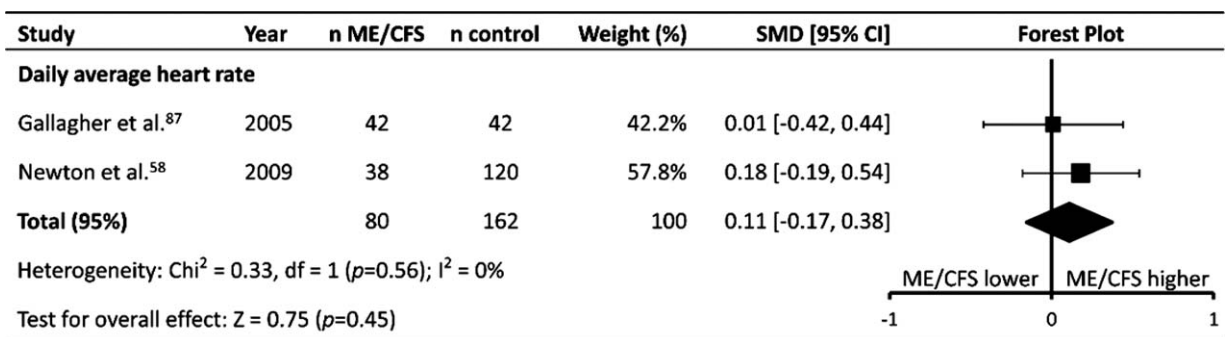 Study Year n ME/CFS n control Weight (%) SMD [95% CI] Forest Plot
Daily average heart rate
Gallagher et al.⁸⁷ 2005 42 42 42.2% 0.01 [-0.42, 0.44]
Newton et al.⁵⁸ 2009 38 120 57.8% 0.18 [-0.19, 0.54]
Total (95%) 80 162 100 0.11 [-0.17, 0.38]
Heterogeneity: Chi² = 0.33, df = 1 (p=0.56); I² = 0%
ME/CFS lower ME/CFS higher
Test for overall effect: Z = 0.75 (p=0.45)
-1 0 1